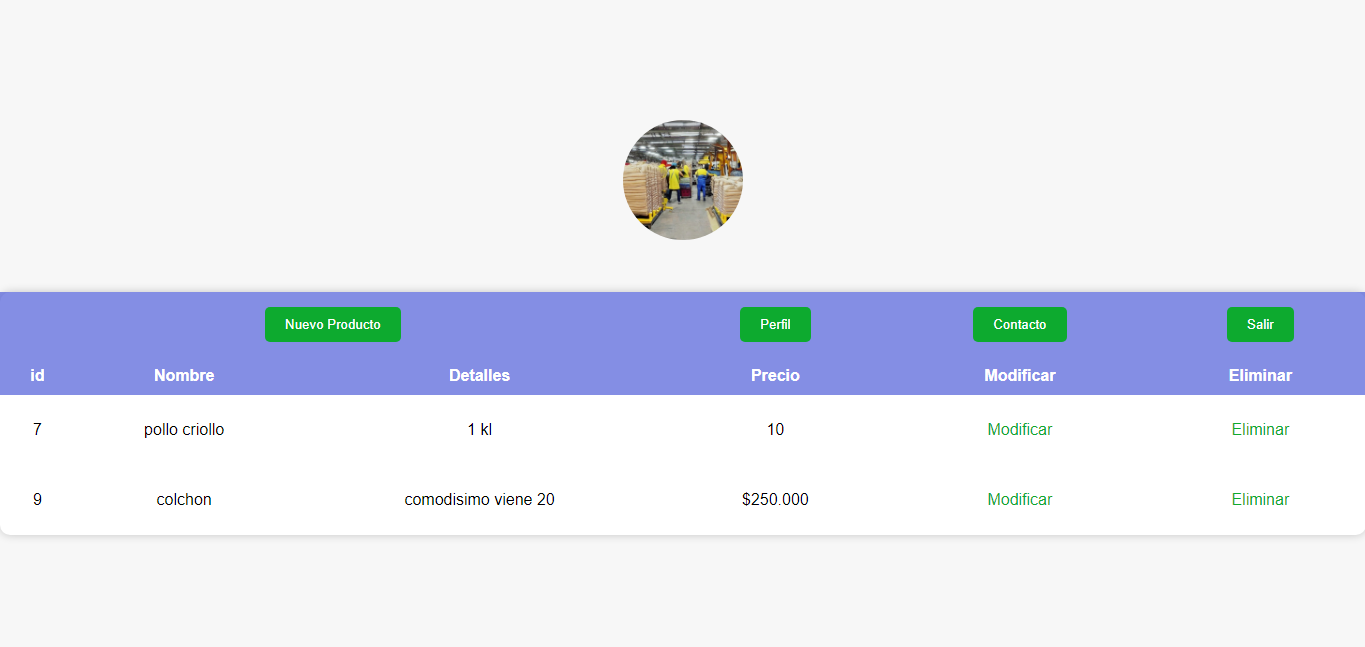 Nuevo Producto Perfil Contacto Salir
id Nombre Detalles Precio Modificar Eliminar
7 pollo criollo 1 kl 10 Modificar Eliminar
9 colchon comodisimo viene 20 $250.000 Modificar Eliminar